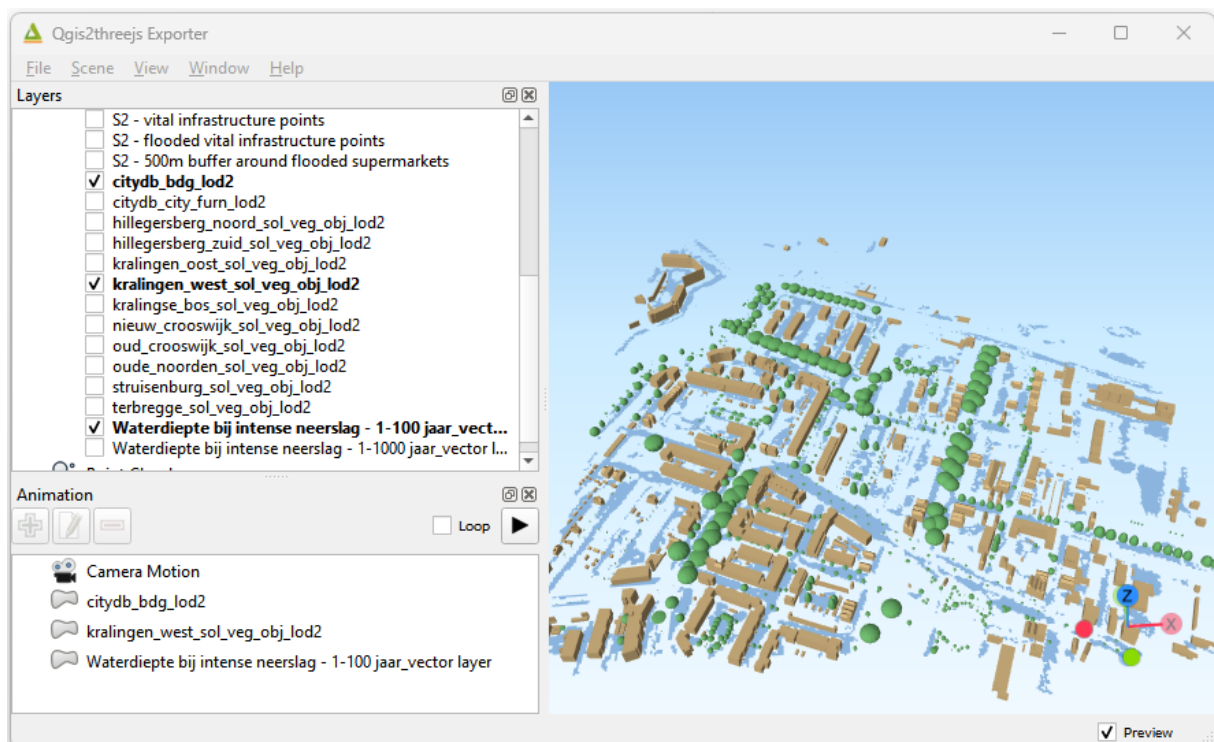 Qgis2threejs Exporter
File Scene View Window Help
Layers
S2 - vital infrastructure points
S2 - flooded vital infrastructure points
S2 - 500m buffer around flooded supermarkets
citydb_bdg_lod2
citydb_city_furn_lod2
hillegersberg_noord_sol_veg_obj_lod2
hillegersberg_zuid_sol_veg_obj_lod2
kralingen_oost_sol_veg_obj_lod2
kralingen_west_sol_veg_obj_lod2
kralingse_bos_sol_veg_obj_lod2
nieuw_crooswijk_sol_veg_obj_lod2
oud_crooswijk_sol_veg_obj_lod2
oude_noorden_sol_veg_obj_lod2
struisenburg_sol_veg_obj_lod2
terbregge_sol_veg_obj_lod2
Waterdiepte bij intense neerslag - 1-100 jaar_vect...
Waterdiepte bij intense neerslag - 1-1000 jaar_vector l...
Animation
Loop
Camera Motion
citydb_bdg_lod2
kralingen_west_sol_veg_obj_lod2
Waterdiepte bij intense neerslag - 1-100 jaar_vector layer
Z
X
Preview